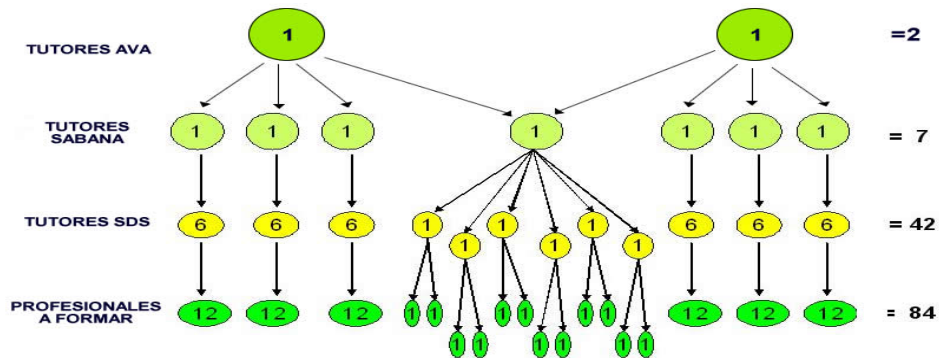 1 1 =2
TUTORES AVA
TUTORES
SABANA
1 1 1 1 1 1 1 = 7
TUTORES SDS
6 6 6 1 1 1 6 6 6 = 42
1 1 1
PROFESIONALES
A FORMAR
12 12 12 1 1 1 1 1 1 12 12 12 = 84
1 1 1 1 1 1